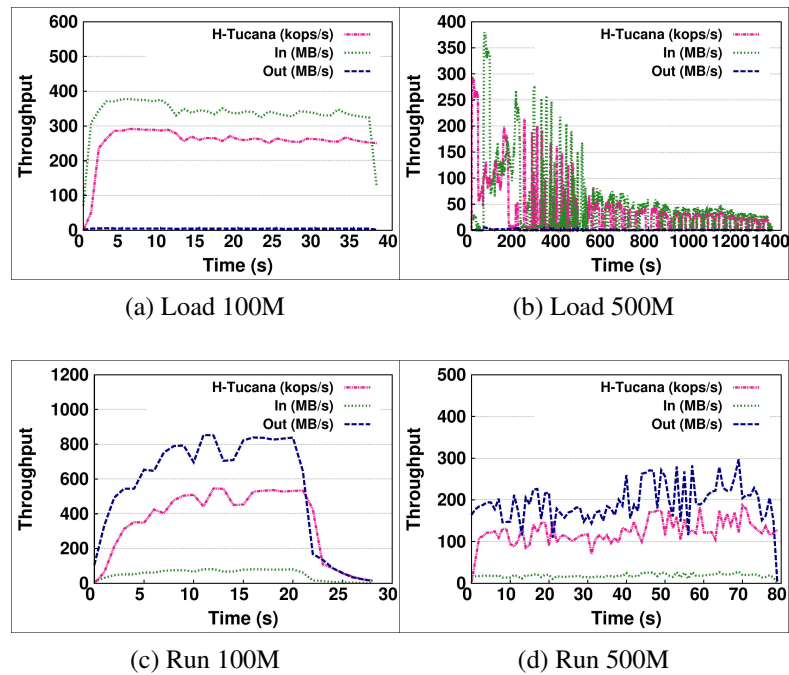 600
500
400
300
200
100
0
Throughput
H-Tucana (kops/s)
In (MB/s)
Out (MB/s)
0 5 10 15 20 25 30 35 40
Time (s)
(a) Load 100M
400
350
300
250
200
150
100
50
0
Throughput
H-Tucana (kops/s)
In (MB/s)
Out (MB/s)
0 200 400 600 800 1000 1200 1400
Time (s)
(b) Load 500M
1200
1000
800
600
400
200
0
Throughput
H-Tucana (kops/s)
In (MB/s)
Out (MB/s)
0 5 10 15 20 25 30
Time (s)
(c) Run 100M
500
400
300
200
100
0
Throughput
H-Tucana (kops/s)
In (MB/s)
Out (MB/s)
0 10 20 30 40 50 60 70 80
Time (s)
(d) Run 500M